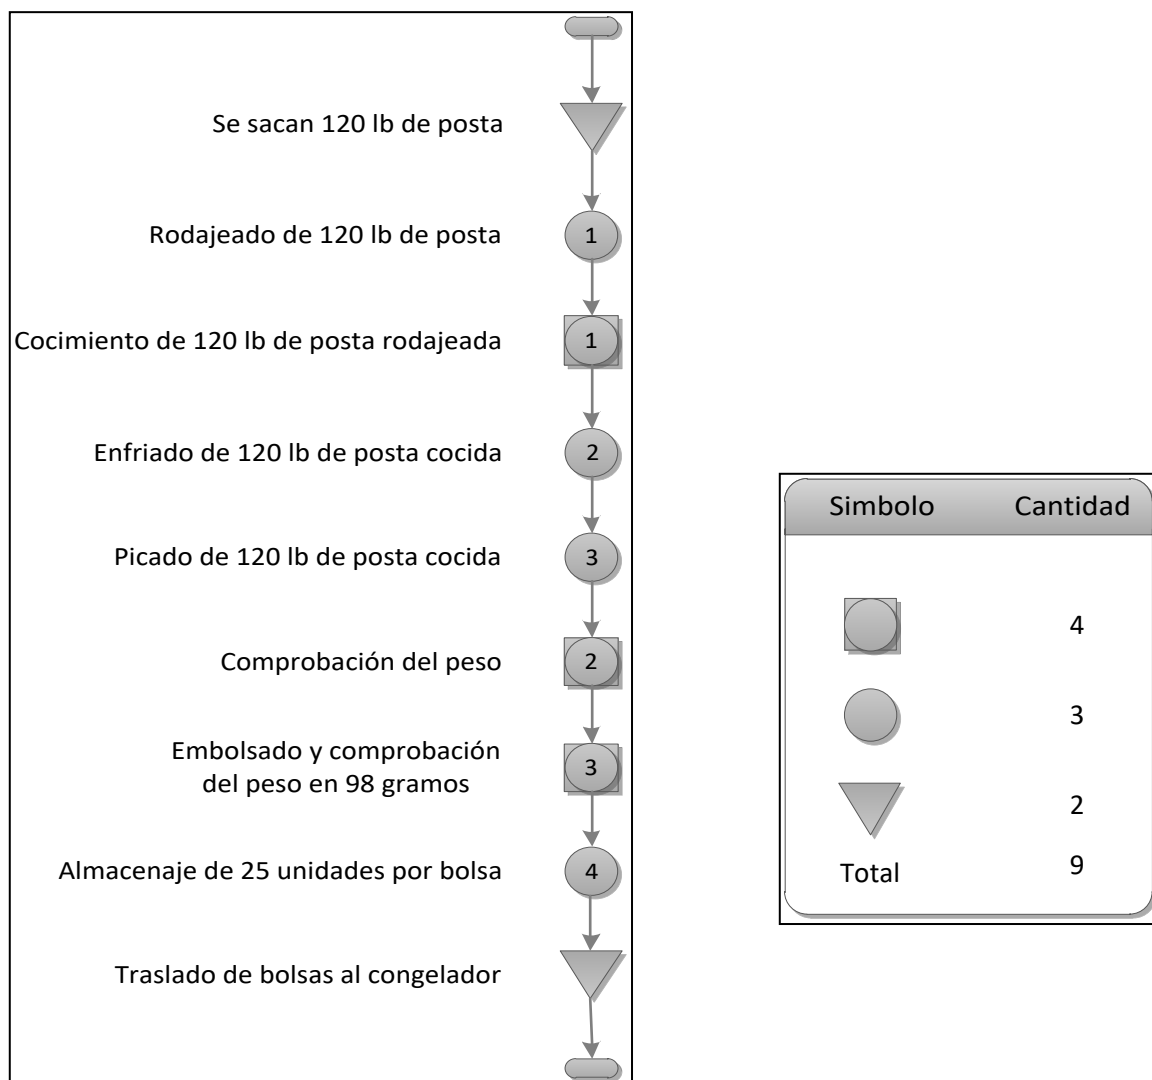 Se sacan 120 lb de posta
Rodajeado de 120 lb de posta
1
Cocimiento de 120 lb de posta rodajeada
1
Enfriado de 120 lb de posta cocida
2
Picado de 120 lb de posta cocida
3
Comprobación del peso
2
Embolsado y comprobación
del peso en 98 gramos
3
Almacenaje de 25 unidades por bolsa
4
Traslado de bolsas al congelador
Simbolo Cantidad
4
3
2
Total 9